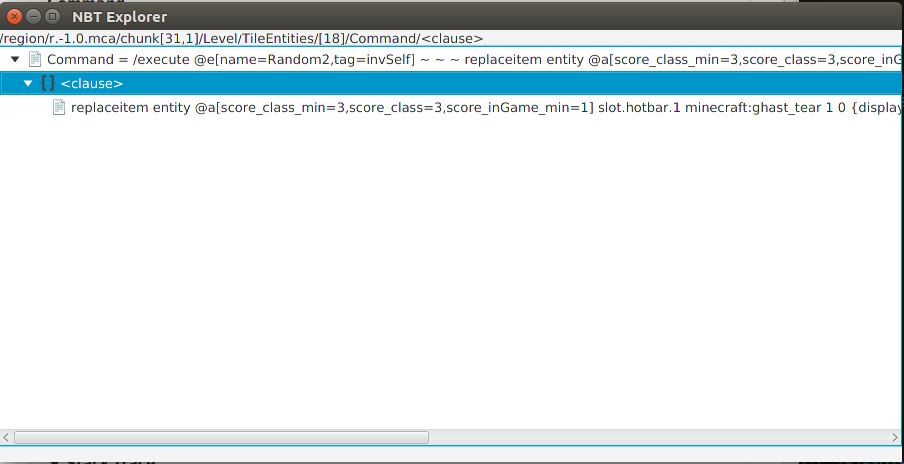 NBT Explorer
/region/r.-1.0.mca/chunk[31,1]/Level/TileEntities/[18]/Command/<clause>
Command = /execute @e[name=Random2,tag=invSelf] ~ ~ ~ replaceitem entity @a[score_class_min=3,score_class=3,score_inG
<clause>
replaceitem entity @a[score_class_min=3,score_class=3,score_inGame_min=1] slot.hotbar.1 minecraft:ghast_tear 1 0 {display